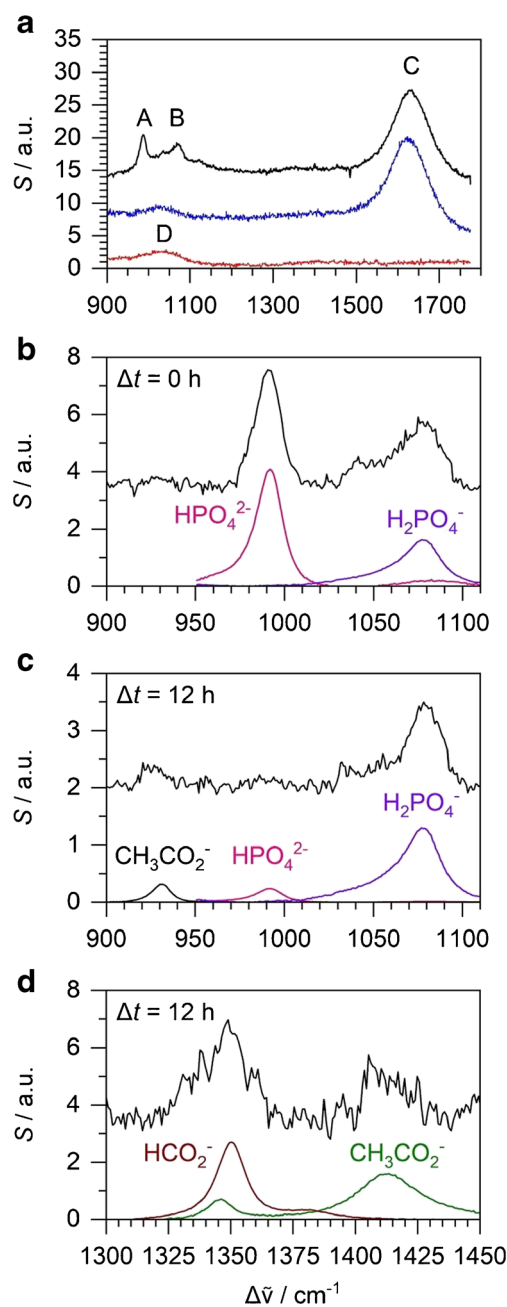 a
35
30
25
20
15
10
5
0
S / a.u.
A B C
D
900 1100 1300 1500 1700
b
8
6
4
2
0
S / a.u.
Δt = 0 h
HPO₄²⁻
H₂PO₄⁻
900 950 1000 1050 1100
c
4
3
2
1
0
S / a.u.
Δt = 12 h
H₂PO₄⁻
CH₃CO₂⁻ HPO₄²⁻
900 950 1000 1050 1100
d
8
6
4
2
0
S / a.u.
Δt = 12 h
HCO₂⁻ CH₃CO₂⁻
1300 1325 1350 1375 1400 1425 1450
Δṽ / cm⁻¹